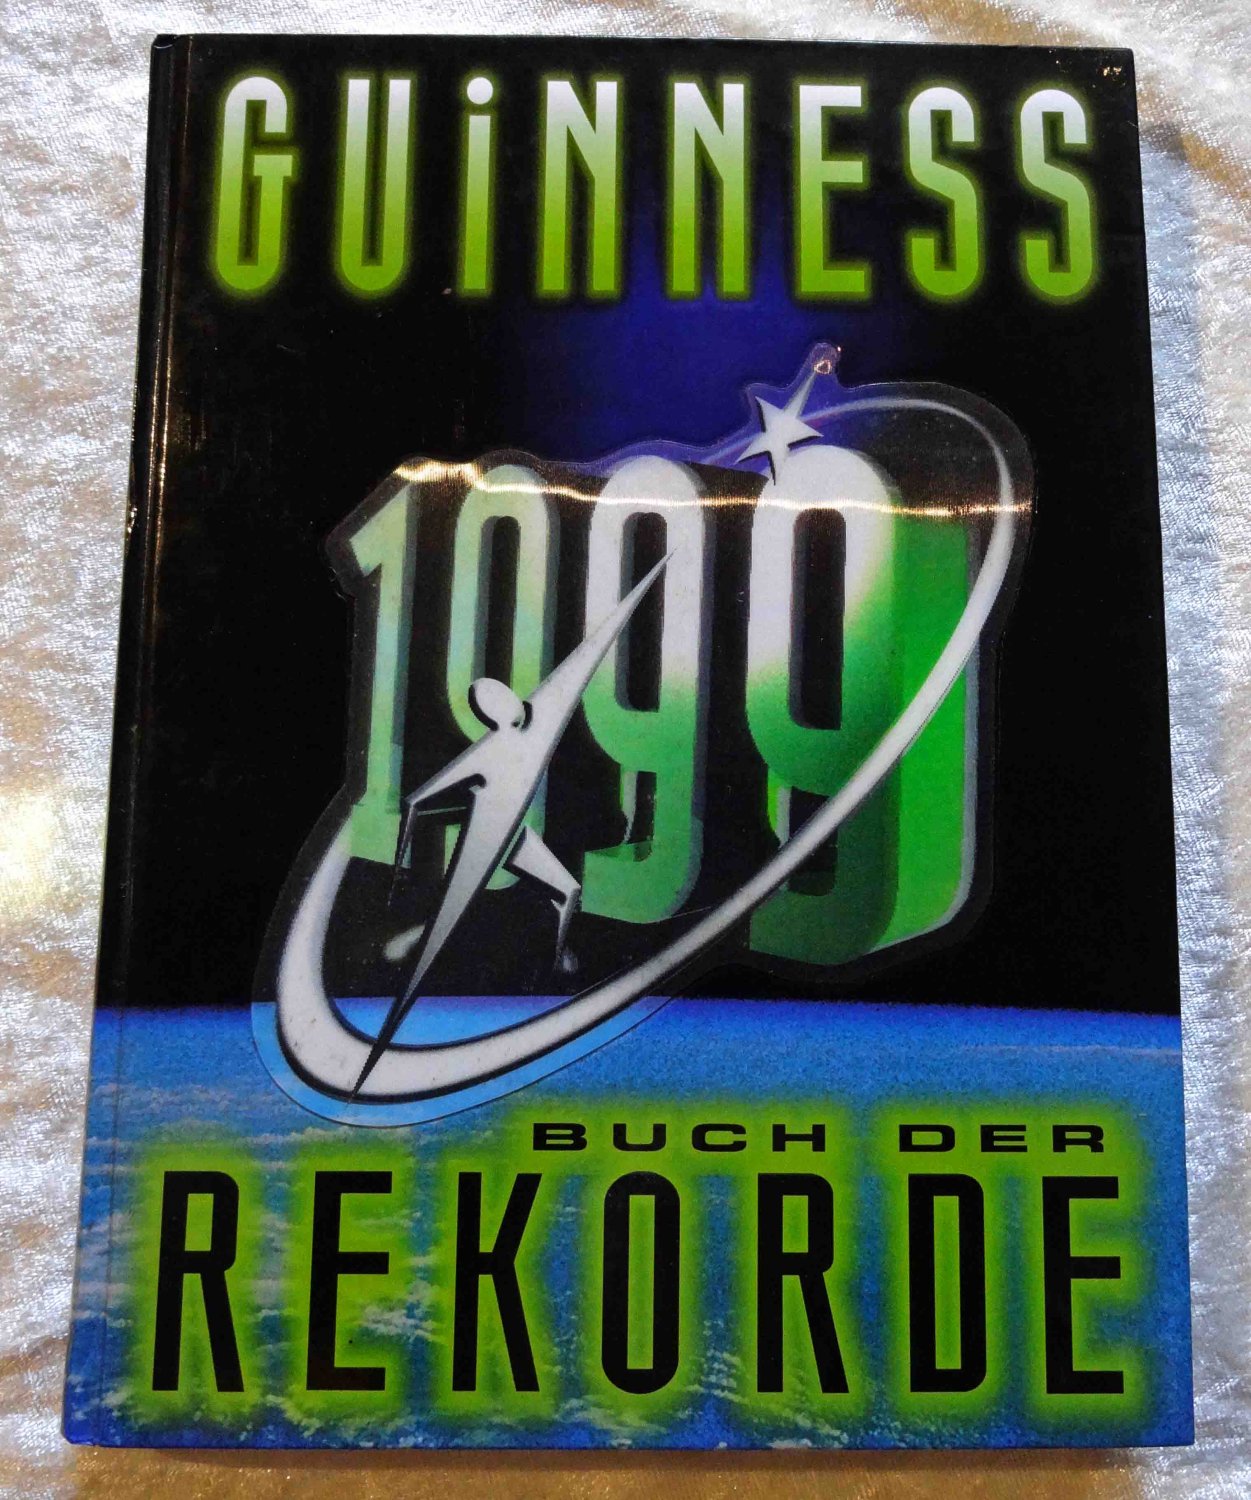 GUiNNESS
1999
BUCH DER
REKORDE